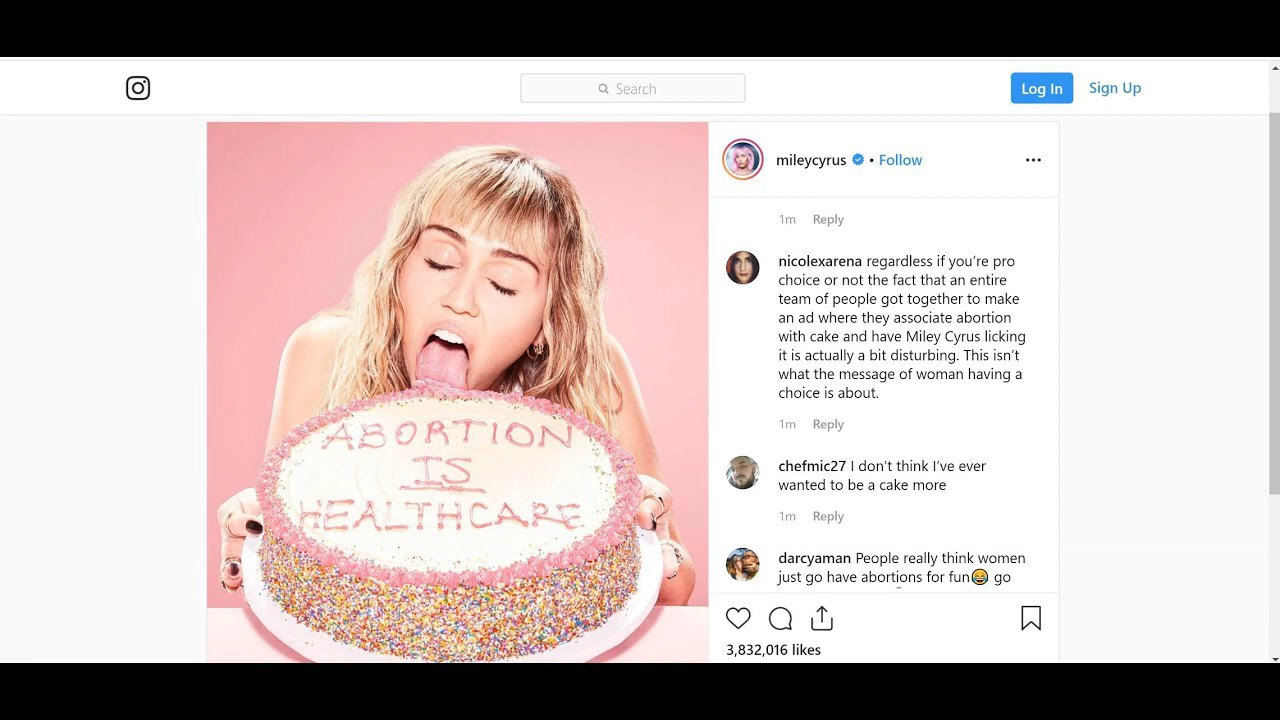 Search
Log In
Sign Up
mileycyrus • Follow
1m Reply
nicolexarena regardless if you're pro
choice or not the fact that an entire
team of people got together to make
an ad where they associate abortion
with cake and have Miley Cyrus licking
it is actually a bit disturbing. This isn't
what the message of woman having a
choice is about.
1m Reply
chefmic27 I don't think I've ever
wanted to be a cake more
1m Reply
darcyaman People really think women
just go have abortions for fun😂 go
3,832,016 likes
ABORTION
IS
HEALTHCARE